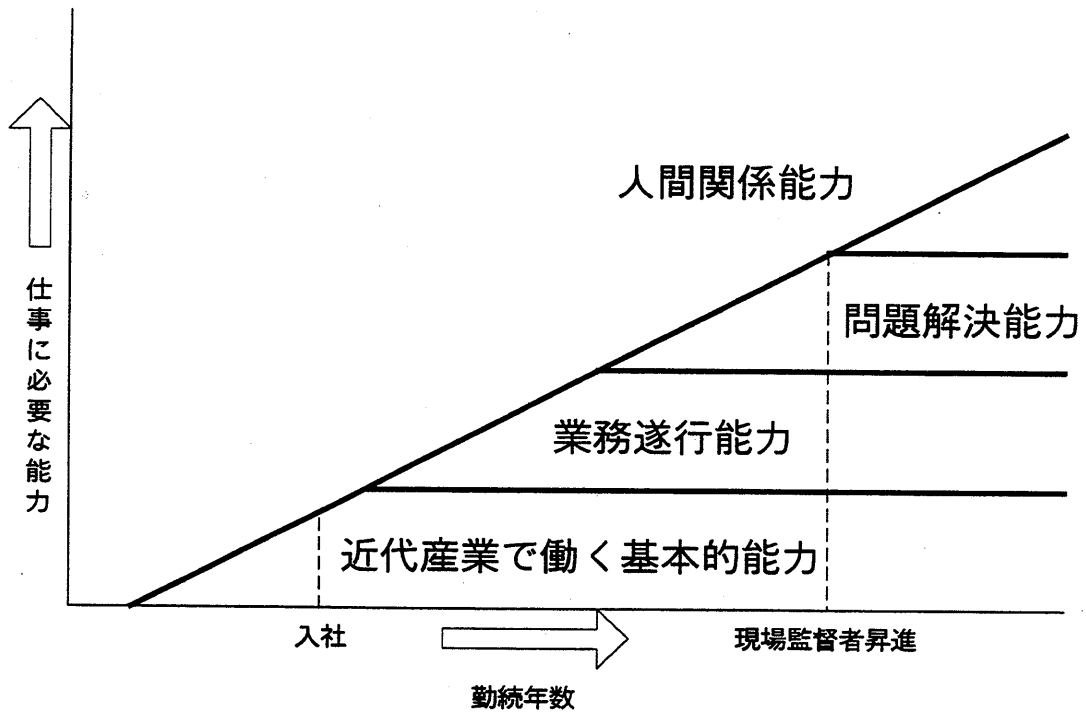 人間関係能力
問題解決能力
業務遂行能力
近代産業で働く基本的能力
仕事に必要な能力
入社
現場監督者昇進
勤続年数